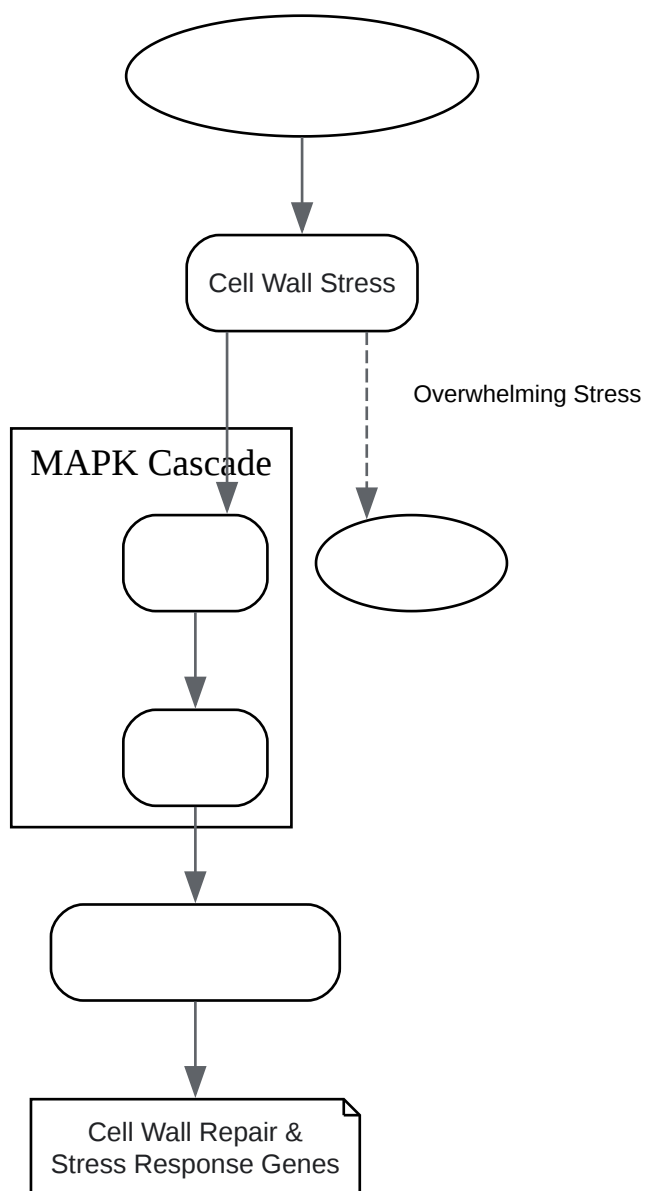 Cell Wall Stress
Overwhelming Stress
MAPK Cascade
Cell Wall Repair &
Stress Response Genes